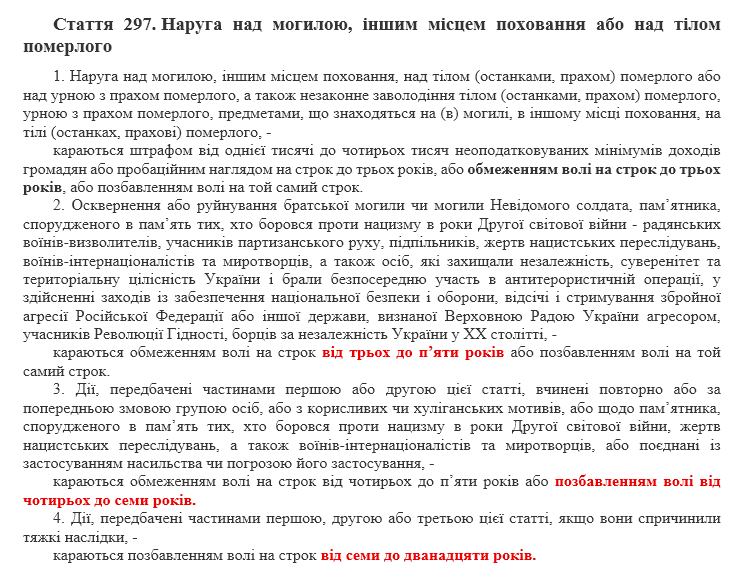 Стаття 297. Наруга над могилою, іншим місцем поховання або над тілом
померлого
1. Наруга над могилою, іншим місцем поховання, над тілом (останками, прахом) померлого або
над урною з прахом померлого, а також незаконне заволодіння тілом (останками, прахом) померлого,
урною з прахом померлого, предметами, що знаходяться на (в) могилі, в іншому місці поховання, на
тілі (останках, прахові) померлого, -
караються штрафом від однієї тисячі до чотирьох тисяч неоподатковуваних мінімумів доходів
громадян або пробаційним наглядом на строк до трьох років, або обмеженням волі на строк до трьох
років, або позбавленням волі на той самий строк.
2. Осквернення або руйнування братської могили чи могили Невідомого солдата, пам’ятника,
спорудженого в пам’ять тих, хто боровся проти нацизму в роки Другої світової війни - радянських
воїнів-визволителів, учасників партизанського руху, підпільників, жертв нацистських переслідувань,
воїнів-інтернаціоналістів та миротворців, а також осіб, які захищали незалежність, суверенітет та
територіальну цілісність України і брали безпосередню участь в антитерористичній операції, у
здійсненні заходів із забезпечення національної безпеки і оборони, відсічі і стримування збройної
агресії Російської Федерації або іншої держави, визнаної Верховною Радою України агресором,
учасників Революції Гідності, борців за незалежність України у XX столітті, -
караються обмеженням волі на строк від трьох до п’яти років або позбавленням волі на той
самий строк.
3. Дії, передбачені частинами першою або другою цієї статті, вчинені повторно або за
попередньою змовою групою осіб, або з корисливих чи хуліганських мотивів, або щодо пам’ятника,
спорудженого в пам’ять тих, хто боровся проти нацизму в роки Другої світової війни, жертв
нацистських переслідувань, а також воїнів-інтернаціоналістів та миротворців, або поєднані із
застосуванням насильства чи погрозою його застосування, -
караються обмеженням волі на строк від чотирьох до п’яти років або позбавленням волі від
чотирьох до семи років.
4. Дії, передбачені частинами першою, другою або третьою цієї статті, якщо вони спричинили
тяжкі наслідки, -
караються позбавленням волі на строк від семи до дванадцяти років.